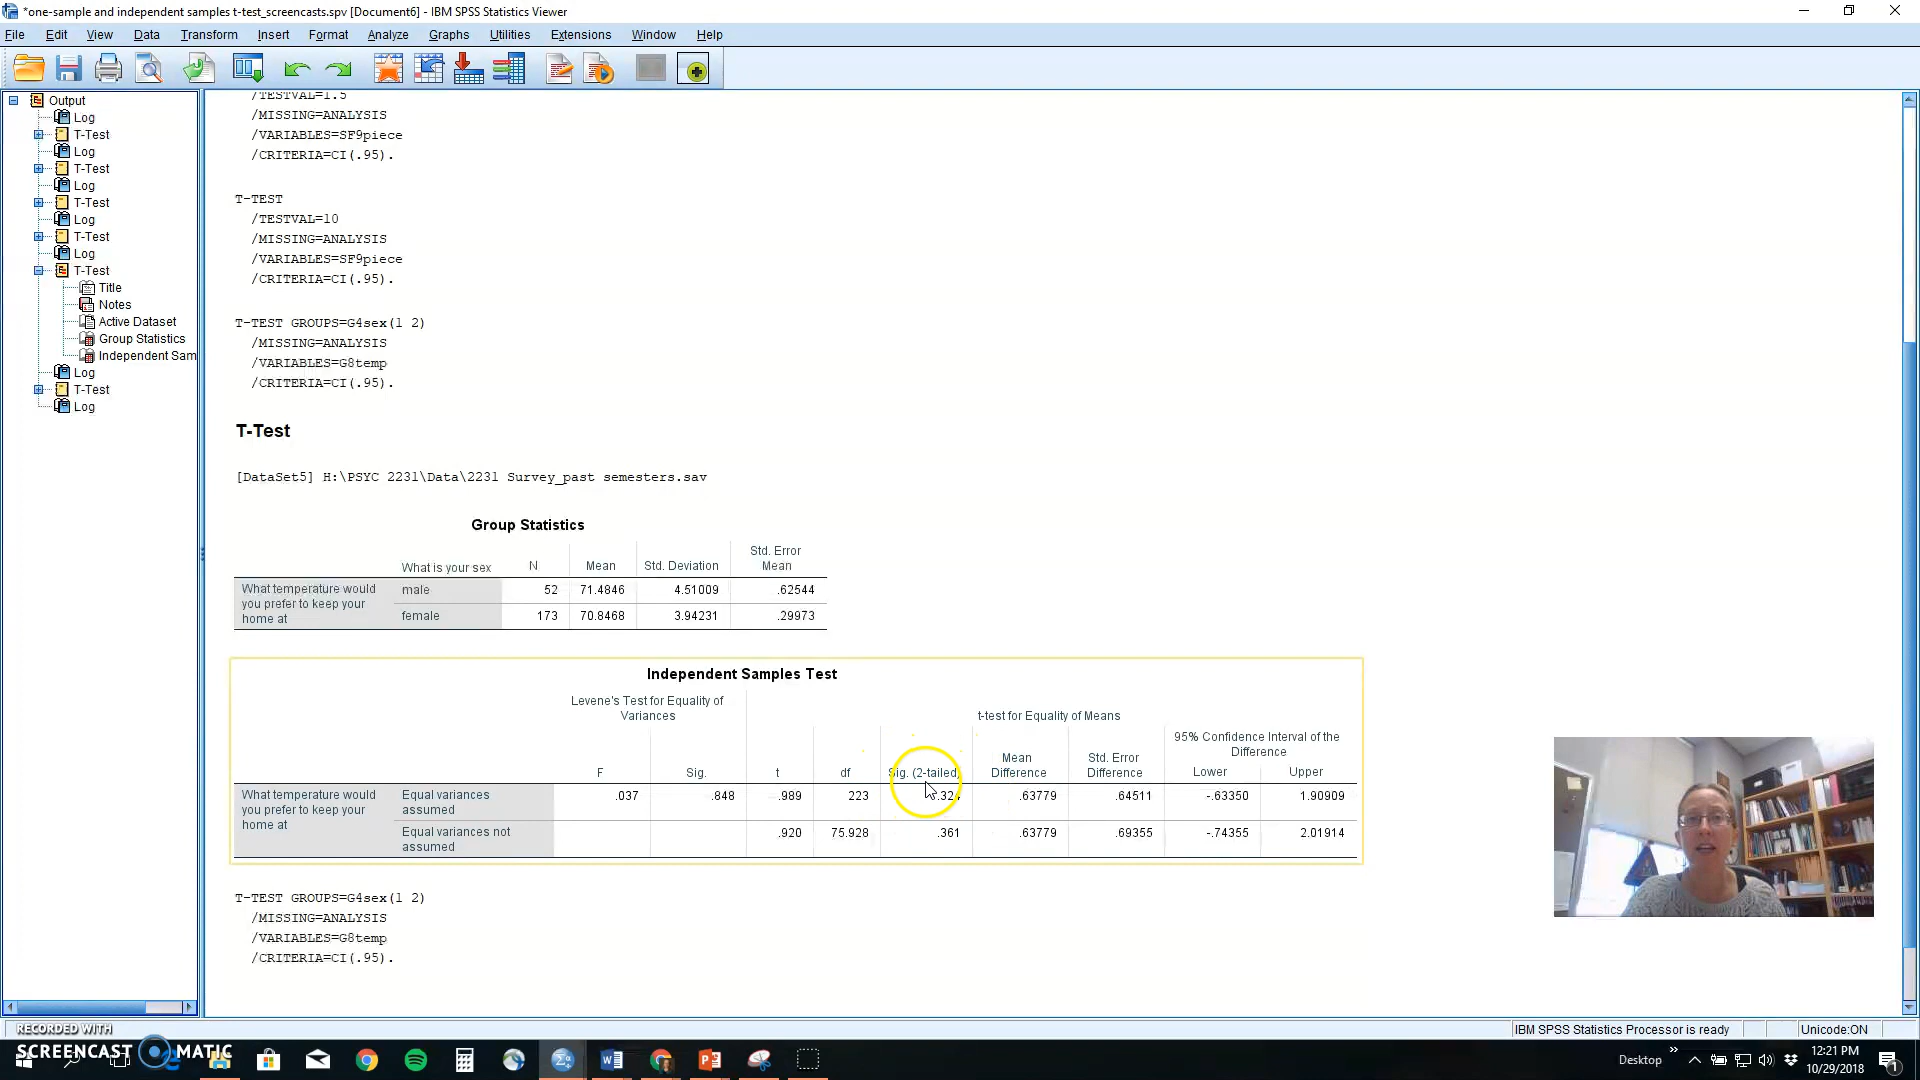 *one-sample and independent samples t-test_screencasts.spv [Document6] - IBM SPSS Statistics Viewer
File Edit View Data Transform Insert Format Analyze Graphs Utilities Extensions Window Help
Output
Log
T-Test
Log
T-Test
Log
T-Test
Log
T-Test
Log
T-Test
Title
Notes
Active Dataset
Group Statistics
Independent Sam
Log
T-Test
Log
/TESTVAL=1.5
/MISSING=ANALYSIS
/VARIABLES=SF9piece
/CRITERIA=CI(.95).
T-TEST
/TESTVAL=10
/MISSING=ANALYSIS
/VARIABLES=SF9piece
/CRITERIA=CI(.95).
T-TEST GROUPS=G4sex(1 2)
/MISSING=ANALYSIS
/VARIABLES=G8temp
/CRITERIA=CI(.95).
T-Test
[DataSet5] H:\PSYC 2231\Data\2231 Survey_past semesters.sav
Group Statistics
What is your sex N Mean Std. Deviation Std. Error
Mean
What temperature would
you prefer to keep your
home at
male 52 71.4846 4.51009 .62544
female 173 70.8468 3.94231 .29973
Independent Samples Test
Levene's Test for Equality of
Variances
t-test for Equality of Means
F Sig. t df Sig. (2-tailed) Mean
Difference
Std. Error
Difference
95% Confidence Interval of the
Difference
Lower Upper
What temperature would
you prefer to keep your
home at
Equal variances
assumed
.037 .848 .989 223 .324 .63779 .64511 -.63350 1.90909
Equal variances not
assumed
.920 75.928 .361 .63779 .69355 -.74355 2.01914
T-TEST GROUPS=G4sex(1 2)
/MISSING=ANALYSIS
/VARIABLES=G8temp
/CRITERIA=CI(.95).
IBM SPSS Statistics Processor is ready Unicode:ON
RECORDED WITH
SCREENCAST MATIC
Desktop
12:21 PM
10/29/2018